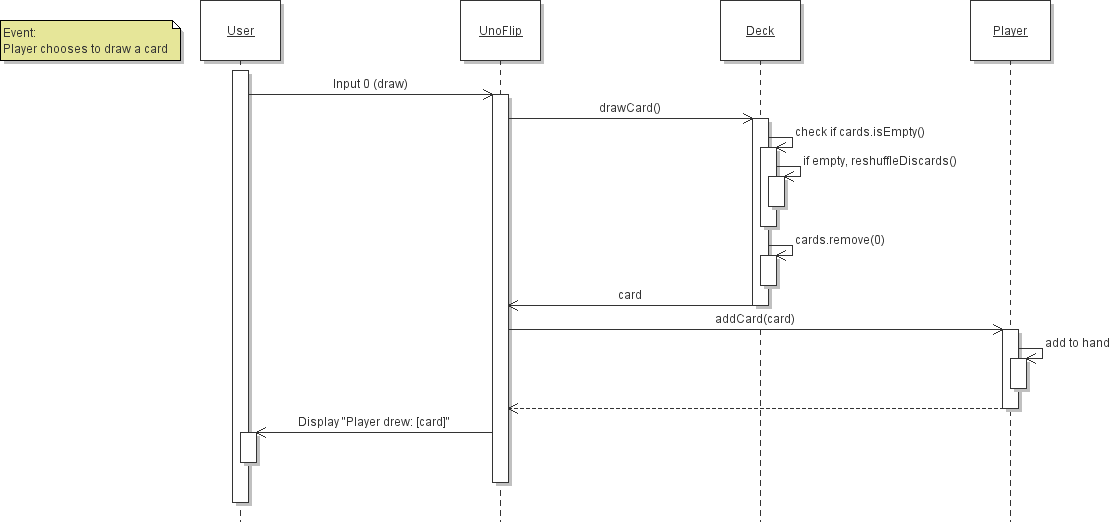 Event:
Player chooses to draw a card
User
UnoFlip
Deck
Player
Input 0 (draw)
drawCard()
check if cards.isEmpty()
if empty, reshuffleDiscards()
cards.remove(0)
card
addCard(card)
add to hand
Display "Player drew: [card]"